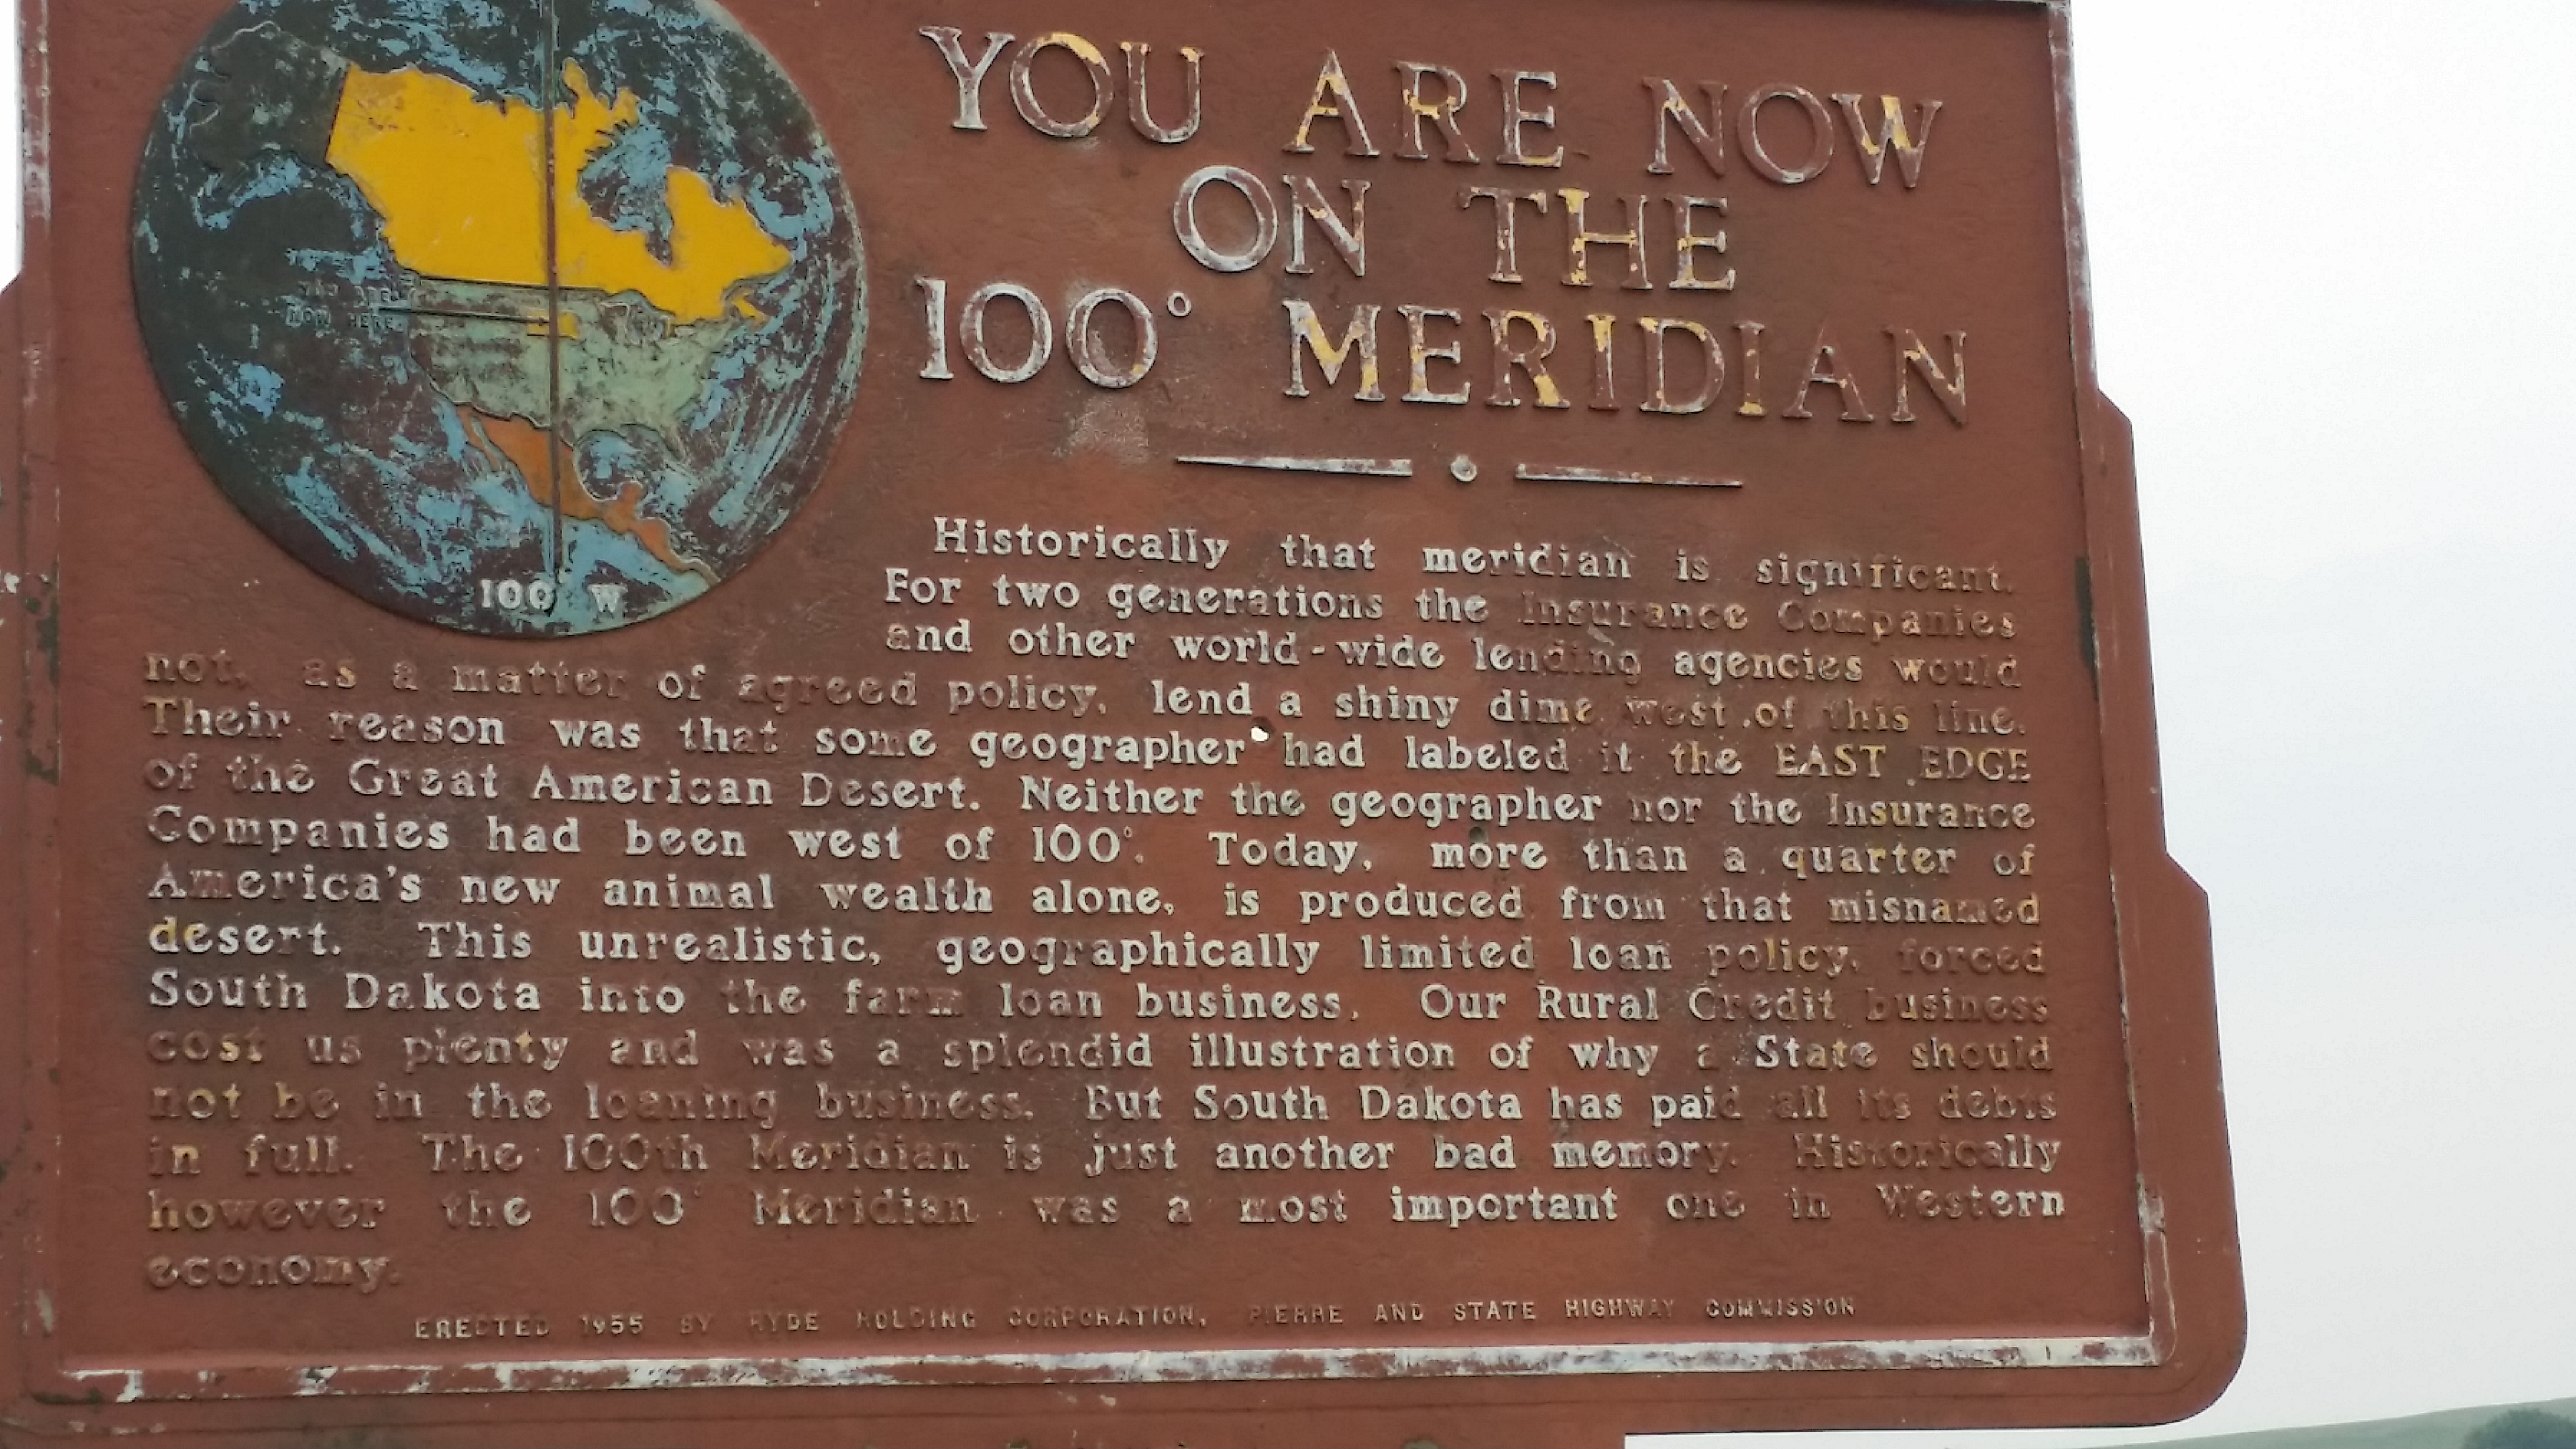 YOU ARE NOW
ON THE
100° MERIDIAN
YOU ARE
NOW HERE
100° W
Historically that meridian is significant.
For two generations the Insurance Companies
and other world-wide lending agencies would
not, as a matter of agreed policy, lend a shiny dime west of this line.
Their reason was that some geographer had labeled it the EAST EDGE
of the Great American Desert. Neither the geographer nor the Insurance
Companies had been west of 100°. Today, more than a quarter of
America's new animal wealth alone, is produced from that misnamed
desert. This unrealistic, geographically limited loan policy, forced
South Dakota into the farm loan business. Our Rural Credit business
cost us plenty and was a splendid illustration of why a State should
not be in the loaning business. But South Dakota has paid all its debts
in full. The 100th Meridian is just another bad memory. Historically
however the 100° Meridian was a most important one in Western
economy.
ERECTED 1955 BY HYDE HOLDING CORPORATION, PIERRE AND STATE HIGHWAY COMMISSION